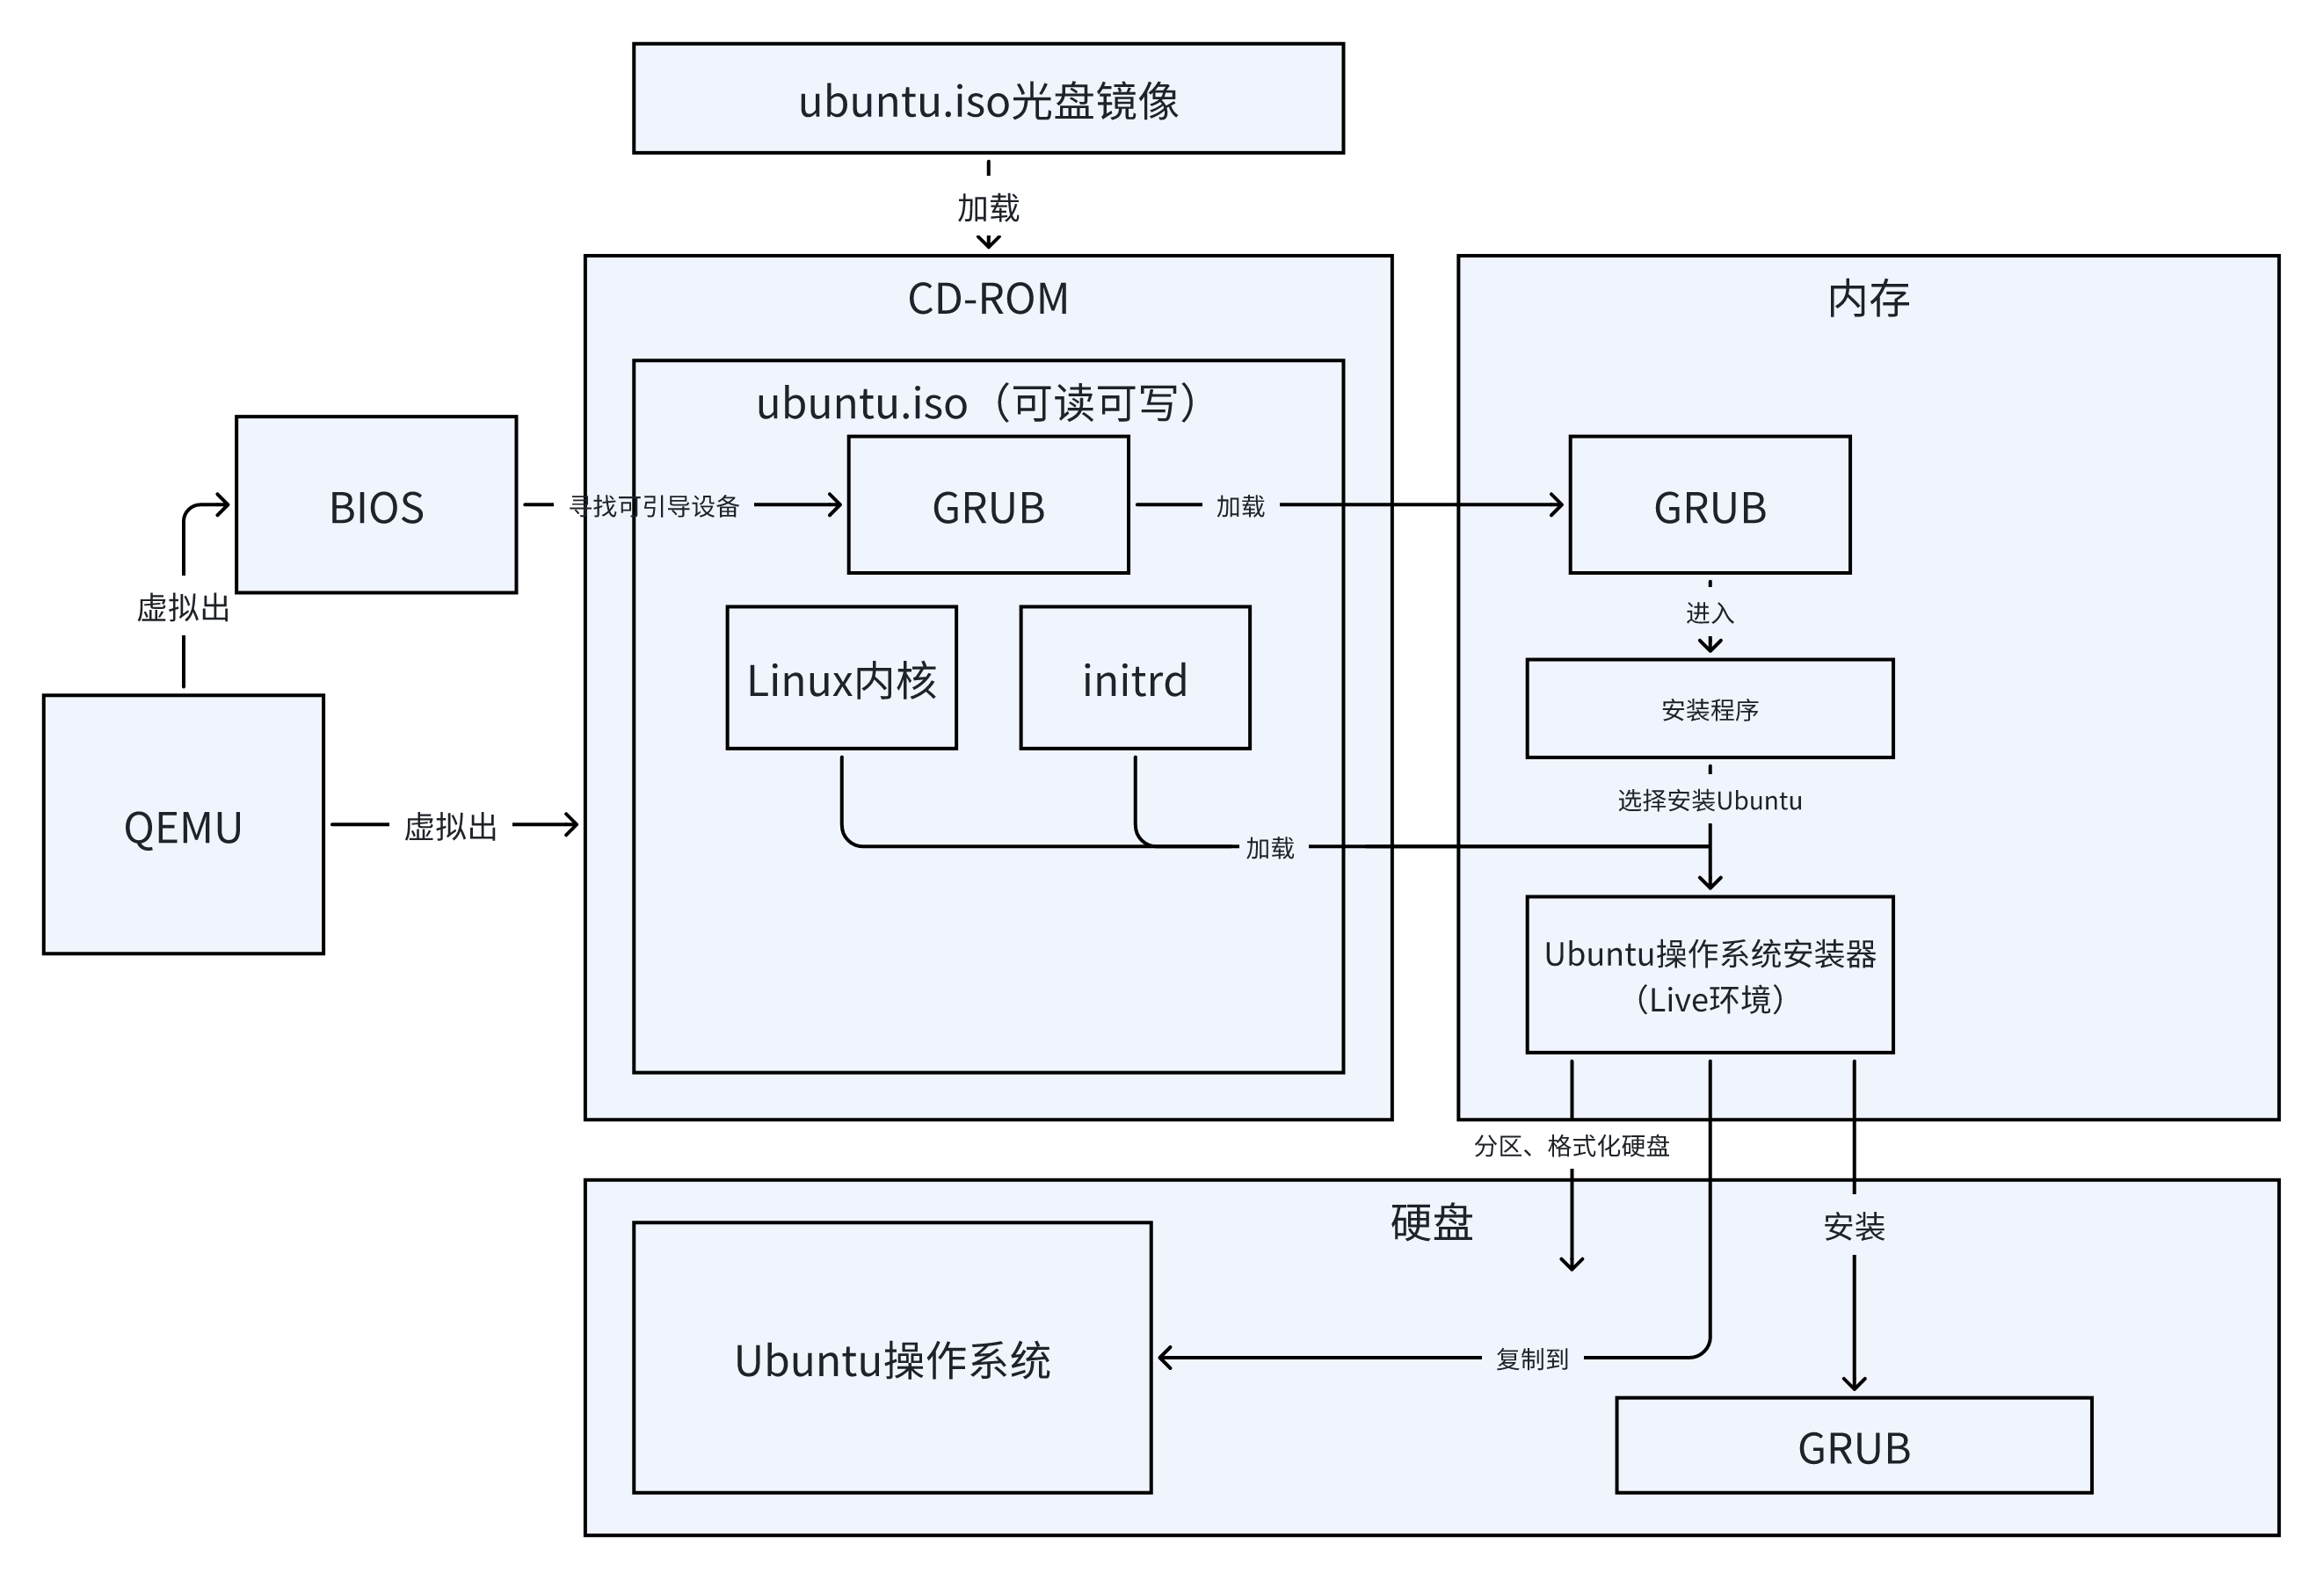 ubuntu.iso光盘镜像
加载
CD-ROM
内存
ubuntu.iso（可读可写）
BIOS
寻找可引导设备
GRUB
加载
GRUB
虚拟出
进入
Linux内核
initrd
安装程序
QEMU
虚拟出
选择安装Ubuntu
加载
Ubuntu操作系统安装器
（Live环境）
分区、格式化硬盘
硬盘
安装
Ubuntu操作系统
复制到
GRUB